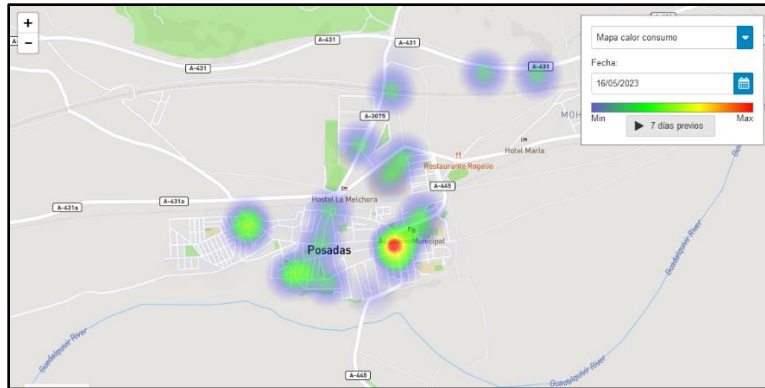 +
−
Mapa calor consumo
Fecha:
16/05/2023
Min
Max
7 días previos
A-431
A-431
A-431
A-431
A-3075
MOH
Hotel María
Restaurante Rogelio
A-445
Hostal La Melchora
A-431a
A-431a
Municipal
Posadas
Guadalquivir River
Guadalquivir River
Guadalquivir River
A-445